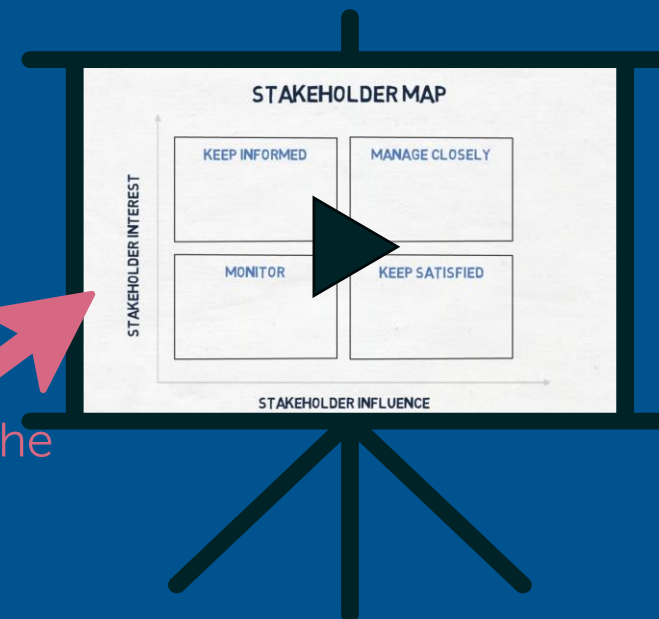 STAKEHOLDER MAP
KEEP INFORMED
MANAGE CLOSELY
STAKEHOLDER INTEREST
MONITOR
KEEP SATISFIED
STAKEHOLDER INFLUENCE
he